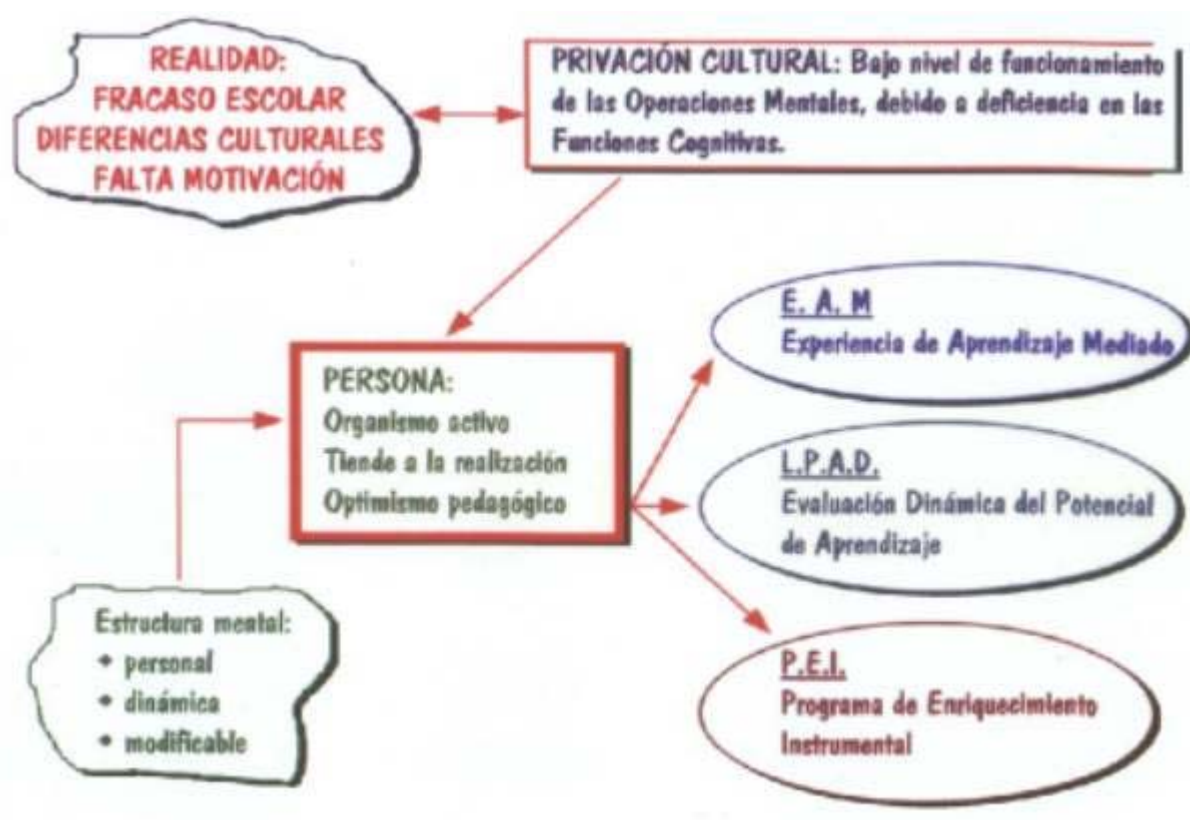 REALIDAD:
FRACASO ESCOLAR
DIFERENCIAS CULTURALES
FALTA MOTIVACIÓN
PRIVACIÓN CULTURAL: Bajo nivel de funcionamiento
de las Operaciones Mentales, debido a deficiencia en las
Funciones Cognitivas.
E. A. M
Experiencia de Aprendizaje Mediado
PERSONA:
Organismo activo
Tiende a la realización
Optimismo pedagógico
L.P.A.D.
Evaluación Dinámica del Potencial
de Aprendizaje
Estructura mental:
◆ personal
◆ dinámica
◆ modificable
P.E.I.
Programa de Enriquecimiento
Instrumental